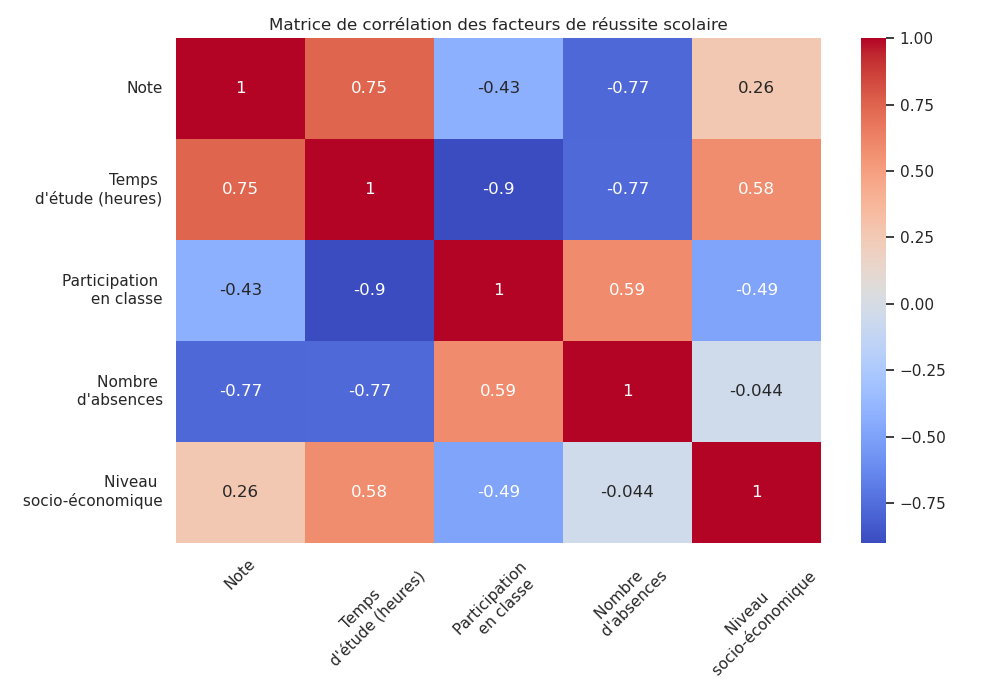 Matrice de corrélation des facteurs de réussite scolaire
1.00
Note
1 0.75 -0.43 -0.77 0.26
0.75
Temps
d'étude (heures)
0.75 1 -0.9 -0.77 0.58
0.50
0.25
Participation
en classe
-0.43 -0.9 1 0.59 -0.49
0.00
−0.25
Nombre
d'absences
-0.77 -0.77 0.59 1 -0.044
−0.50
Niveau
socio-économique
0.26 0.58 -0.49 -0.044 1
−0.75
Note
Temps
d'étude (heures)
Participation
en classe
Nombre
d'absences
Niveau
socio-économique